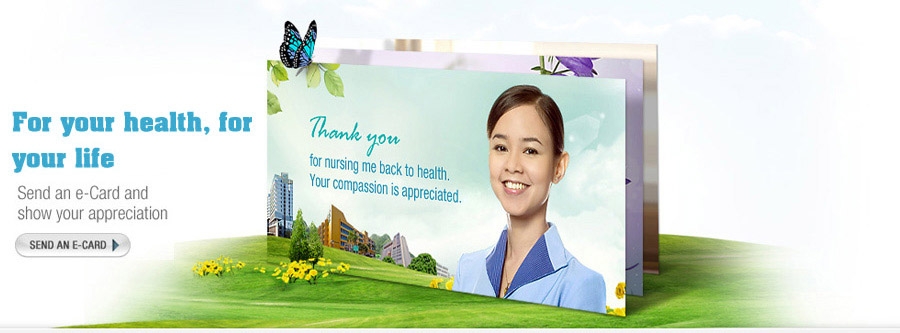 For your health, for
your life
Send an e-Card and
show your appreciation
SEND AN E-CARD
Thank you
for nursing me back to health.
Your compassion is appreciated.